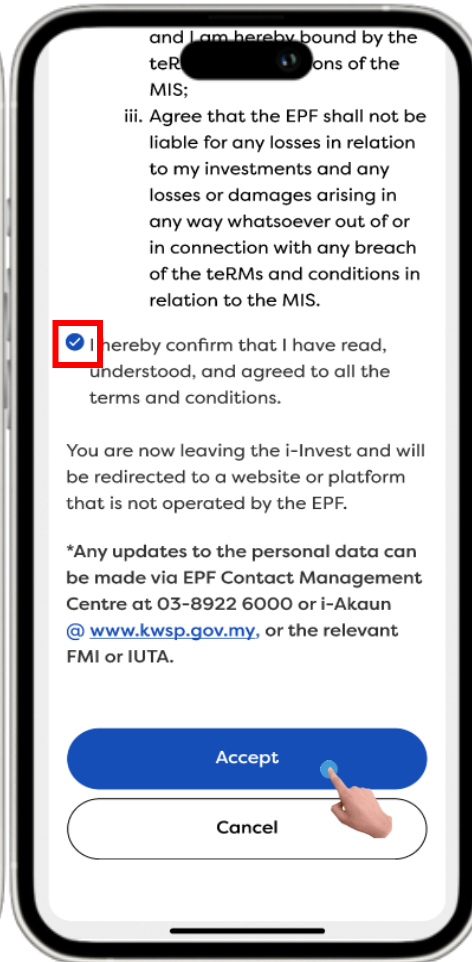 and I am hereby bound by the
teR ons of the
MIS;
iii. Agree that the EPF shall not be
liable for any losses in relation
to my investments and any
losses or damages arising in
any way whatsoever out of or
in connection with any breach
of the teRMs and conditions in
relation to the MIS.
I hereby confirm that I have read,
understood, and agreed to all the
terms and conditions.
You are now leaving the i-Invest and will
be redirected to a website or platform
that is not operated by the EPF.
*Any updates to the personal data can
be made via EPF Contact Management
Centre at 03-8922 6000 or i-Akaun
@ www.kwsp.gov.my, or the relevant
FMI or IUTA.
Accept
Cancel